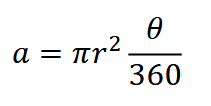 a = πr² θ/360